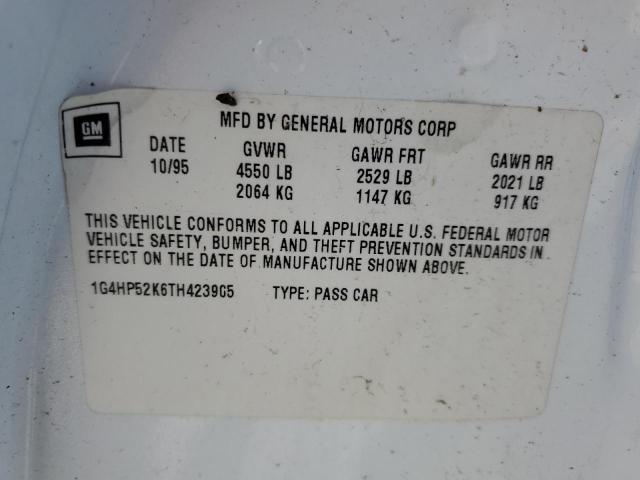 GM
MFD BY GENERAL MOTORS CORP
DATE GVWR GAWR FRT GAWR RR
10/95 4550 LB 2529 LB 2021 LB
2064 KG 1147 KG 917 KG
THIS VEHICLE CONFORMS TO ALL APPLICABLE U.S. FEDERAL MOTOR
VEHICLE SAFETY, BUMPER, AND THEFT PREVENTION STANDARDS IN
EFFECT ON THE DATE OF MANUFACTURE SHOWN ABOVE.
1G4HP52K6TH423905 TYPE: PASS CAR